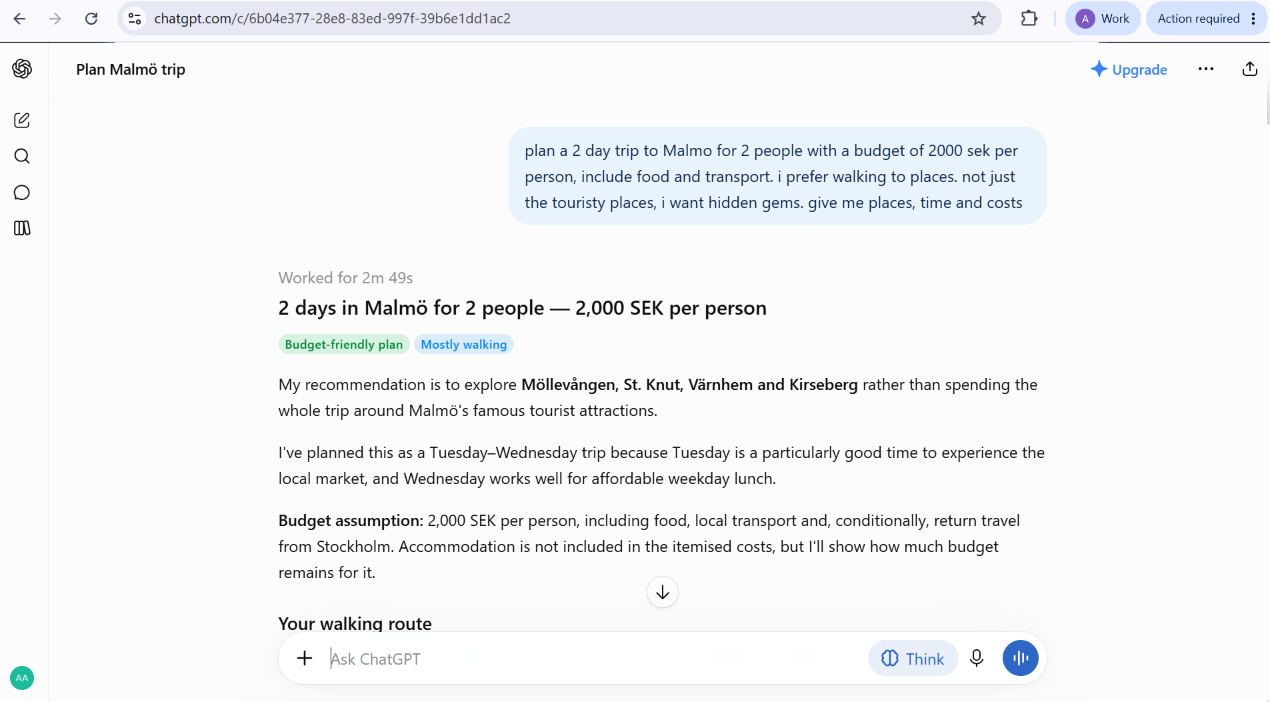 chatgpt.com/c/6b04e377-28e8-83ed-997f-39b6e1dd1ac2
A
Work
Action required
Plan Malmö trip
Upgrade
plan a 2 day trip to Malmo for 2 people with a budget of 2000 sek per
person, include food and transport. i prefer walking to places. not just
the touristy places, i want hidden gems. give me places, time and costs
Worked for 2m 49s
2 days in Malmö for 2 people — 2,000 SEK per person
Budget-friendly plan
Mostly walking
My recommendation is to explore Möllevången, St. Knut, Värnhem and Kirseberg rather than spending the
whole trip around Malmö's famous tourist attractions.
I've planned this as a Tuesday–Wednesday trip because Tuesday is a particularly good time to experience the
local market, and Wednesday works well for affordable weekday lunch.
Budget assumption: 2,000 SEK per person, including food, local transport and, conditionally, return travel
from Stockholm. Accommodation is not included in the itemised costs, but I'll show how much budget
remains for it.
Your walking route
Ask ChatGPT
Think
AA